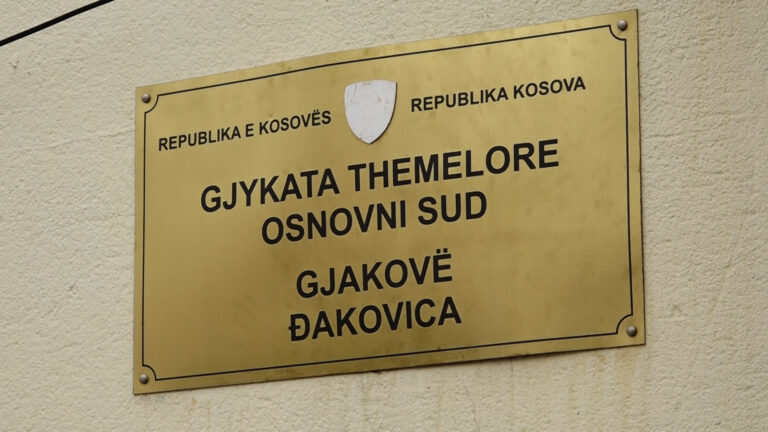 REPUBLIKA E KOSOVËS
REPUBLIKA KOSOVA
GJYKATA THEMELORE
OSNOVNI SUD
GJAKOVË
ĐAKOVICA